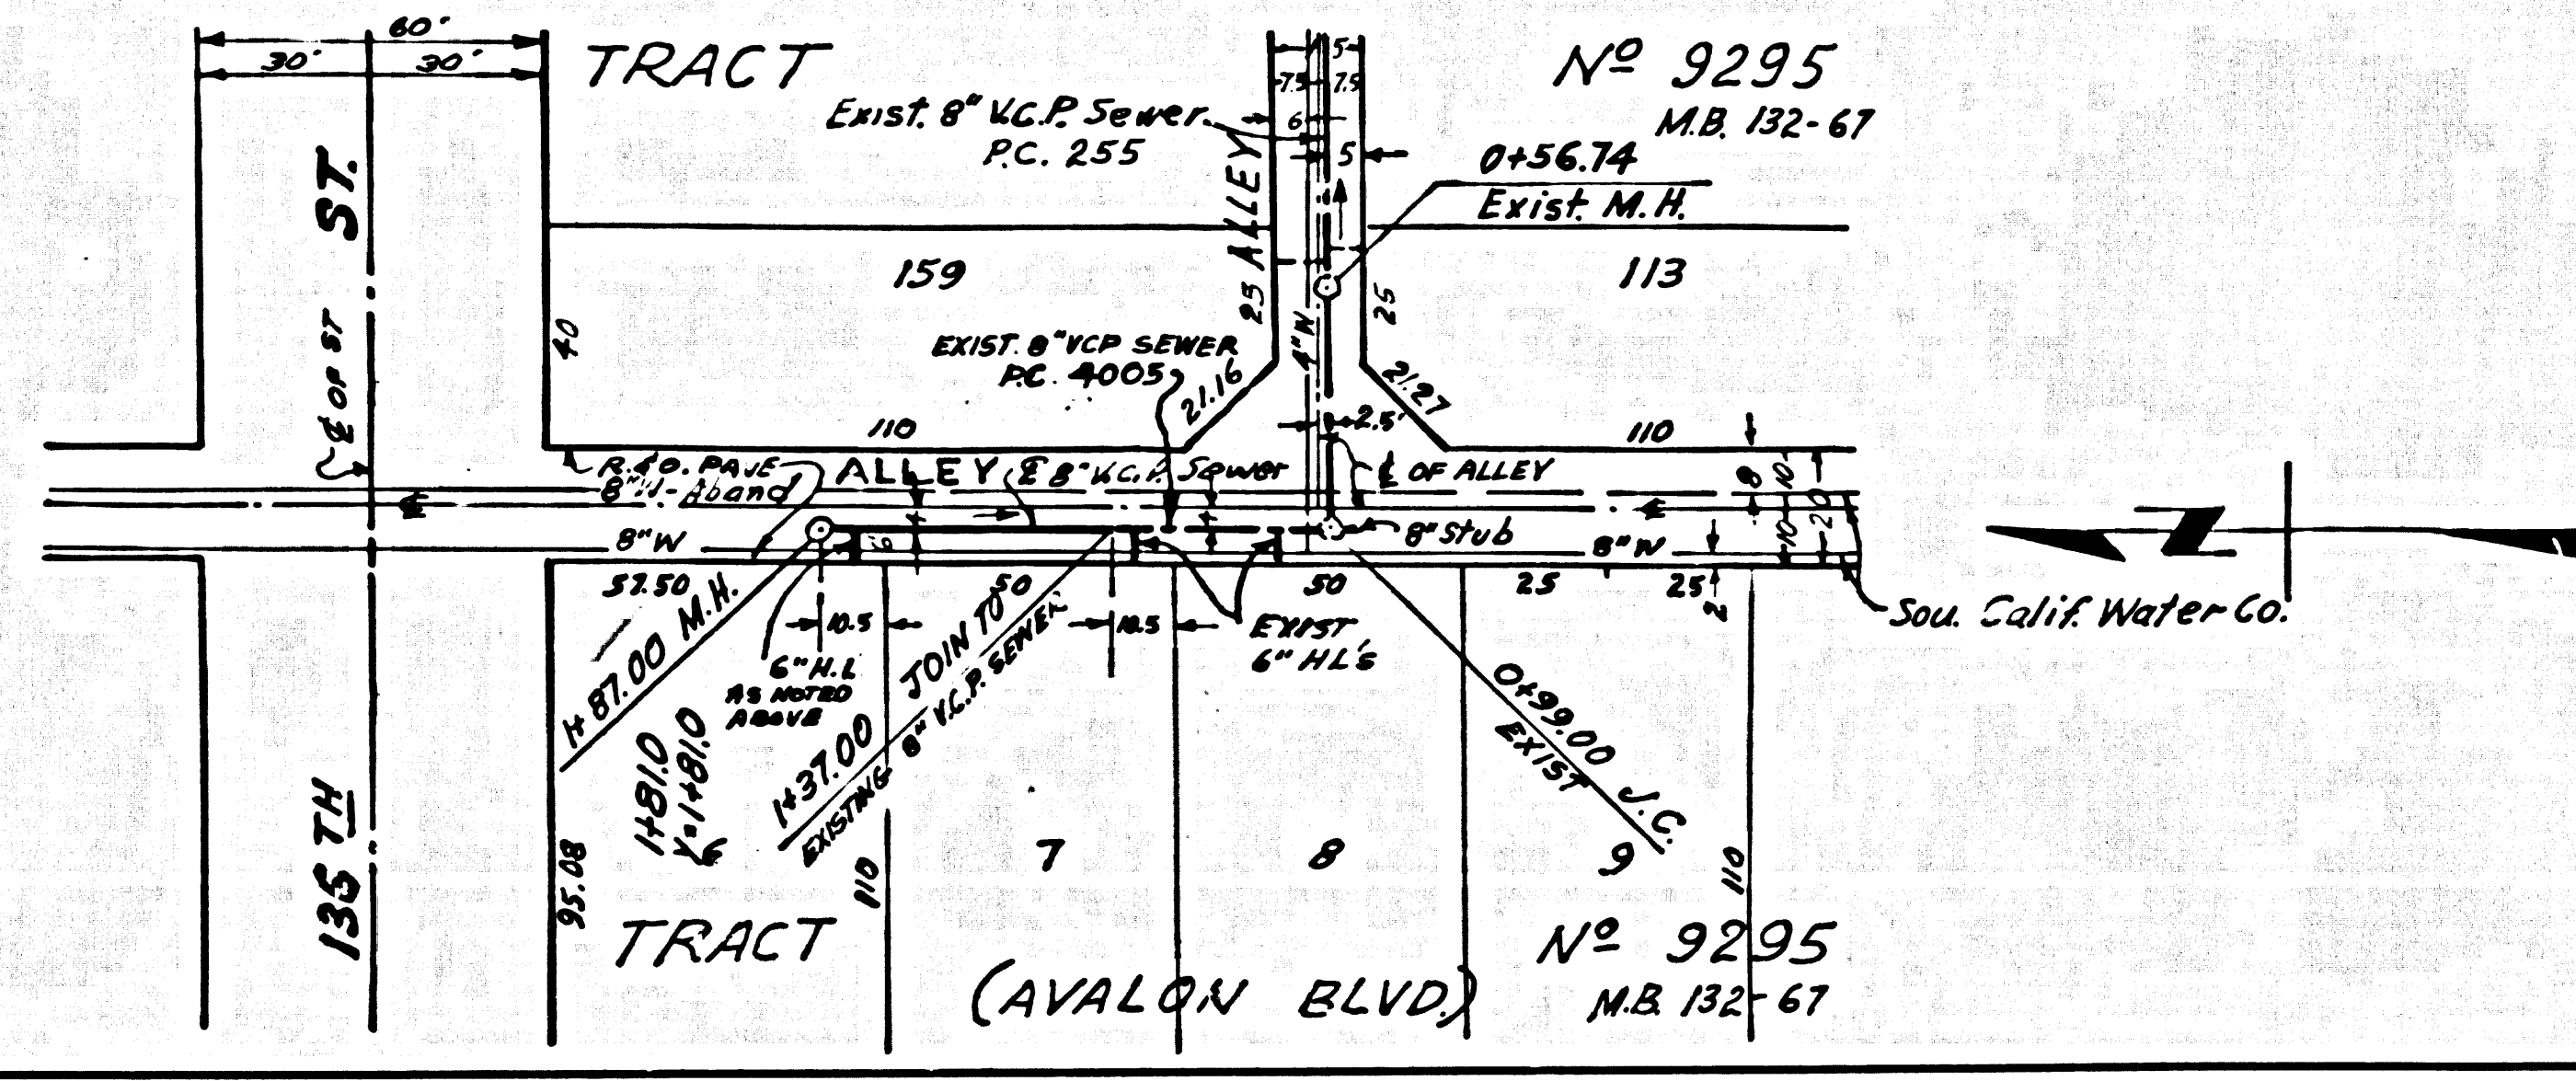 60'
30' 30'
TRACT Nº 9295
M.B. 132-67
5
7.5 7.5
6
5
Exist. 8" V.C.P. Sewer
P.C. 255
ALLEY
0+56.74
Exist. M.H.
159
113
40
25
25
4" W
EXIST. 8" VCP SEWER
P.C. 4005
21.16
21.27
2.5'
110
110
135 TH ST.
℄ OF ST
R.&O. PAVE
8" W-Aband
ALLEY
8" V.C.P. Sewer
℄ OF ALLEY
8
10
10
20
8" W
6
8" Stub
8" W
57.50
50
50
25
25
2
Sou. Calif. Water Co.
10.5
10.5
EXIST
6" HL'S
6" H.L
AS NOTED
ABOVE
1+87.00 M.H.
1+81.0
Y=1+81.0
6
1+37.00 JOIN TO
EXISTING 8" V.C.P. SEWER
0+99.00 J.C.
EXIST
7
8
9
95.08
110
110
TRACT Nº 9295
(AVALON BLVD.)
M.B. 132-67